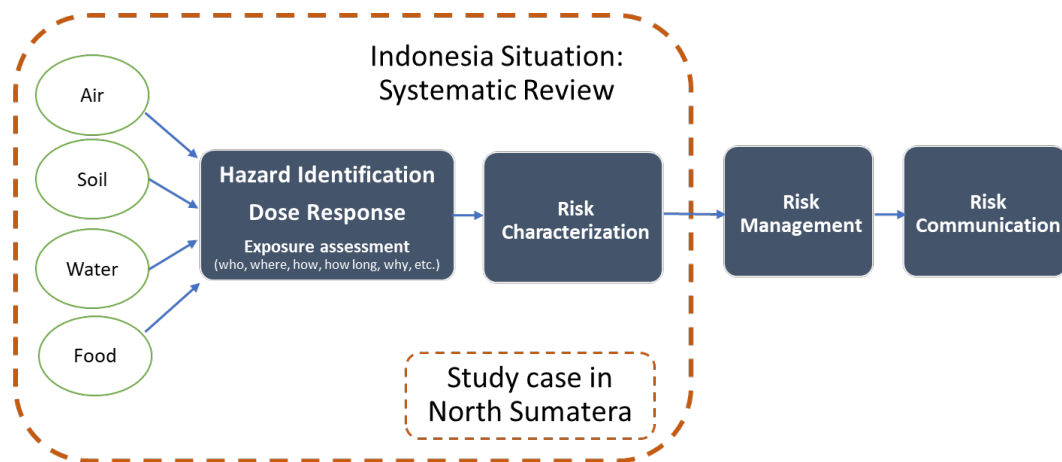 Indonesia Situation:
Systematic Review
Air
Soil
Water
Food
Hazard Identification
Dose Response
Exposure assessment
(who, where, how, how long, why, etc.)
Risk
Characterization
Risk
Management
Risk
Communication
Study case in
North Sumatera